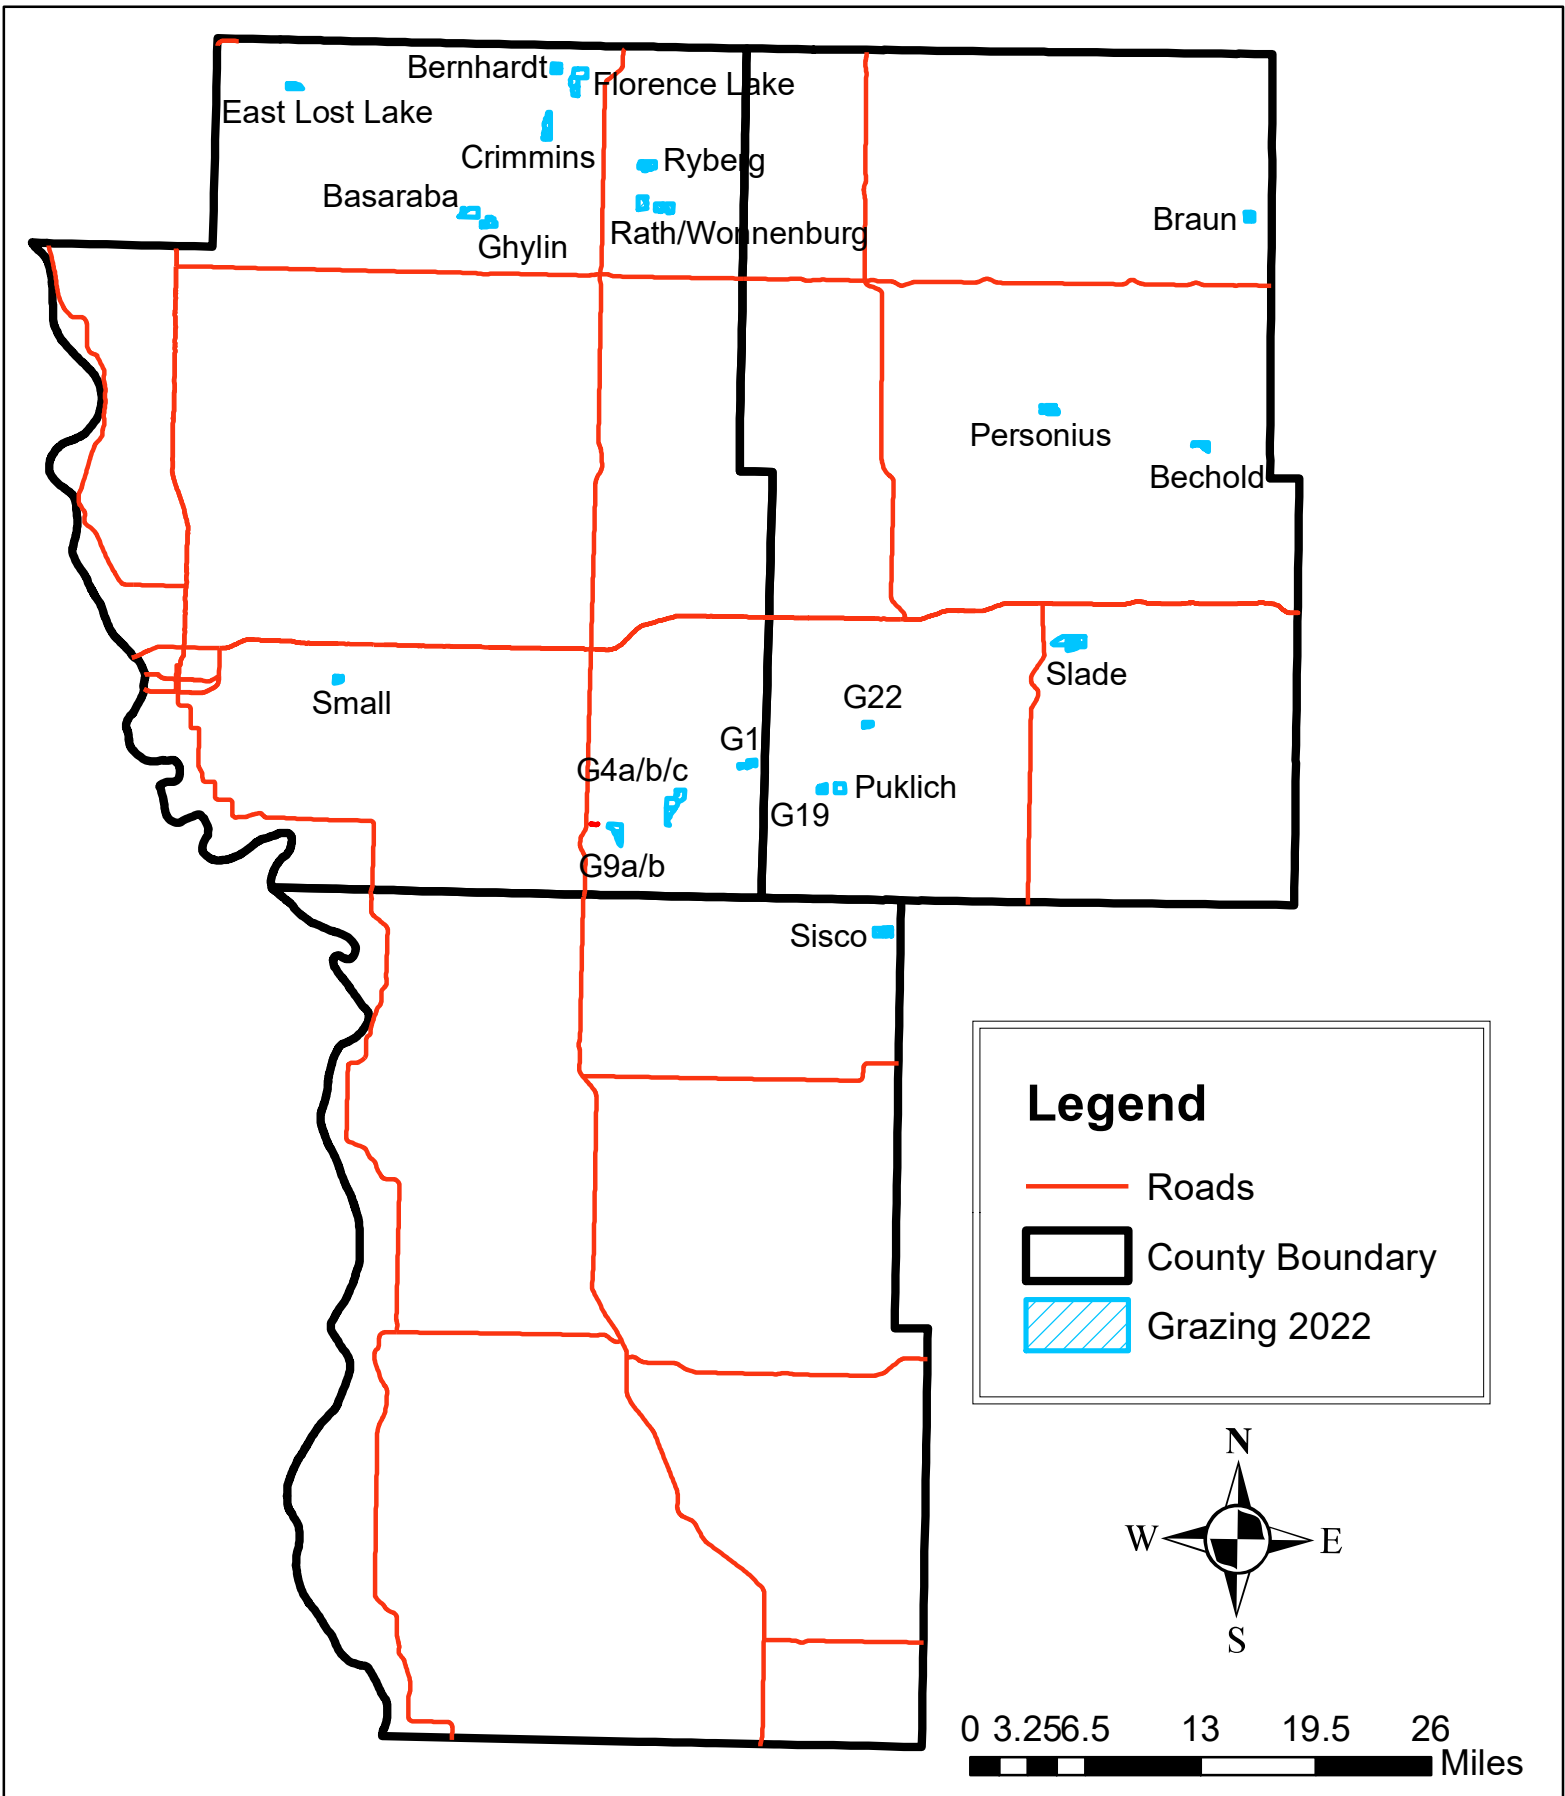 Bernhardt
Florence Lake
East Lost Lake
Crimmins
Ryberg
Basaraba
Ghylin
Rath/Wonnenburg
Braun
Personius
Bechold
Slade
Small
G22
G1
G4a/b/c
Puklich
G19
G9a/b
Sisco
Legend
Roads
County Boundary
Grazing 2022
N
W E
S
0 3.25 6.5 13 19.5 26
Miles